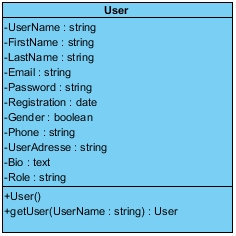 User
-UserName : string
-FirstName : string
-LastName : string
-Email : string
-Password : string
-Registration : date
-Gender : boolean
-Phone : string
-UserAdresse : string
-Bio : text
-Role : string
+User()
+getUser(UserName : string) : User